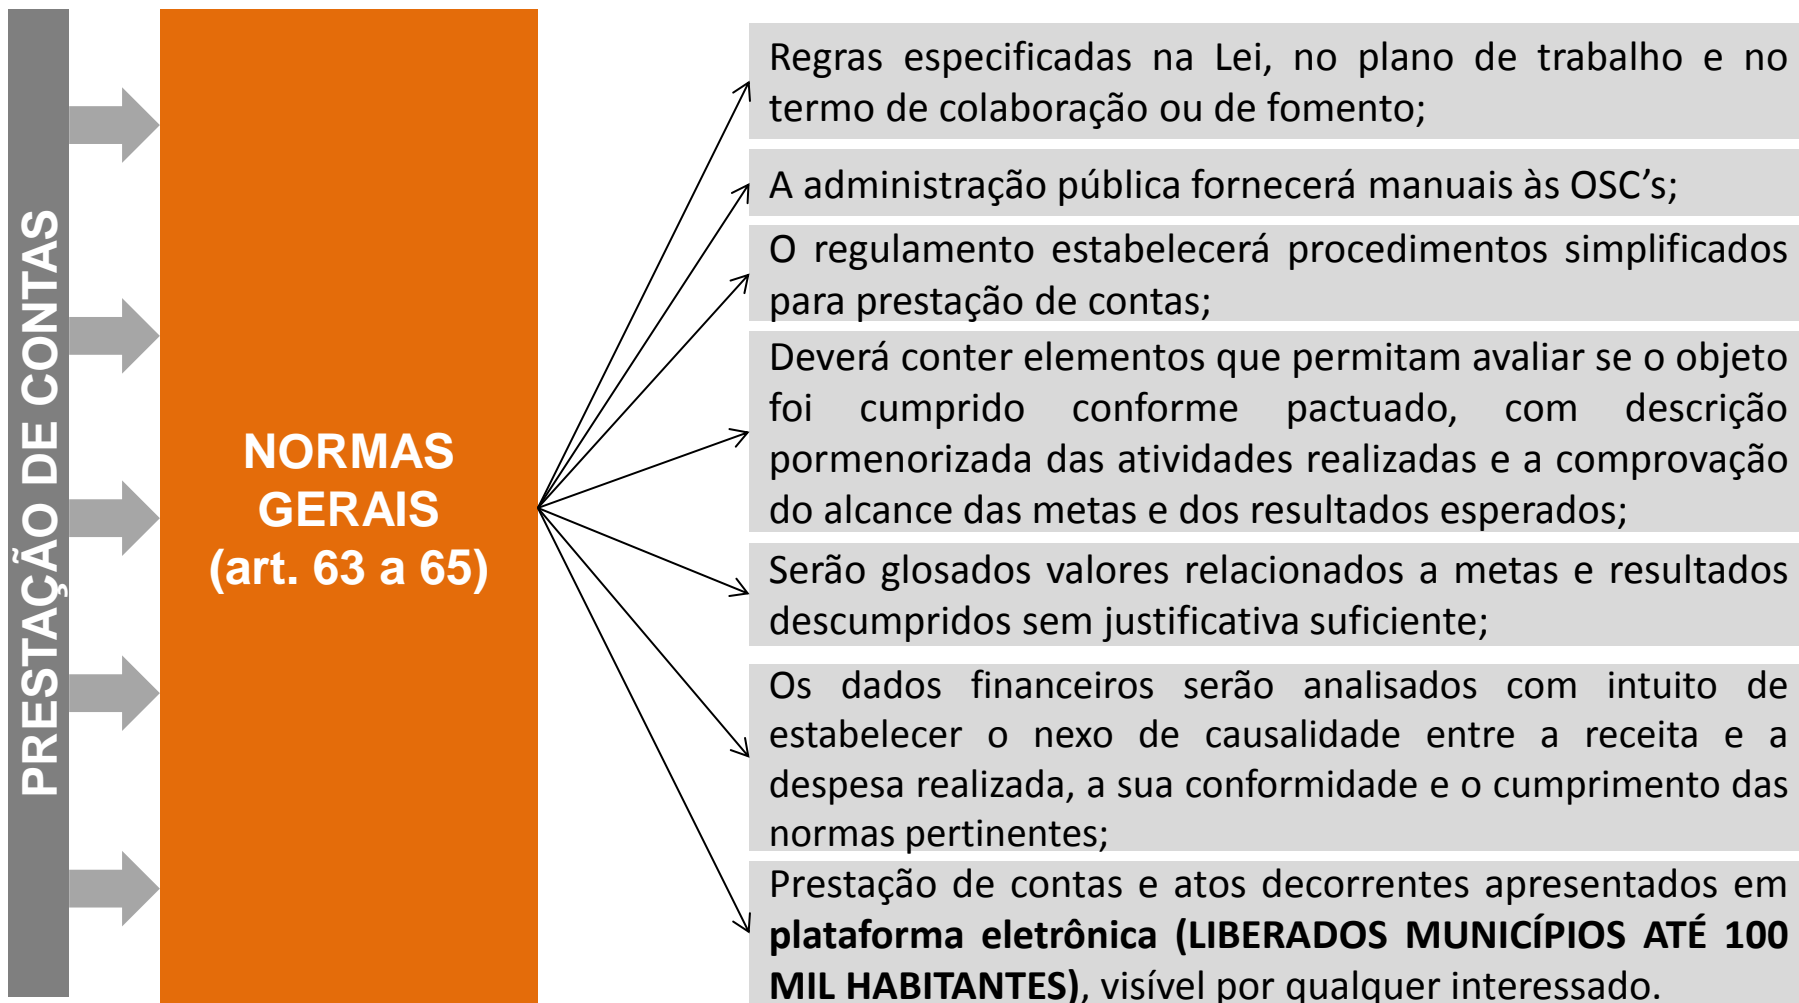 PRESTAÇÃO DE CONTAS
NORMAS
GERAIS
(art. 63 a 65)
Regras especificadas na Lei, no plano de trabalho e no
termo de colaboração ou de fomento;
A administração pública fornecerá manuais às OSC’s;
O regulamento estabelecerá procedimentos simplificados
para prestação de contas;
Deverá conter elementos que permitam avaliar se o objeto
foi cumprido conforme pactuado, com descrição
pormenorizada das atividades realizadas e a comprovação
do alcance das metas e dos resultados esperados;
Serão glosados valores relacionados a metas e resultados
descumpridos sem justificativa suficiente;
Os dados financeiros serão analisados com intuito de
estabelecer o nexo de causalidade entre a receita e a
despesa realizada, a sua conformidade e o cumprimento das
normas pertinentes;
Prestação de contas e atos decorrentes apresentados em
plataforma eletrônica (LIBERADOS MUNICÍPIOS ATÉ 100
MIL HABITANTES), visível por qualquer interessado.